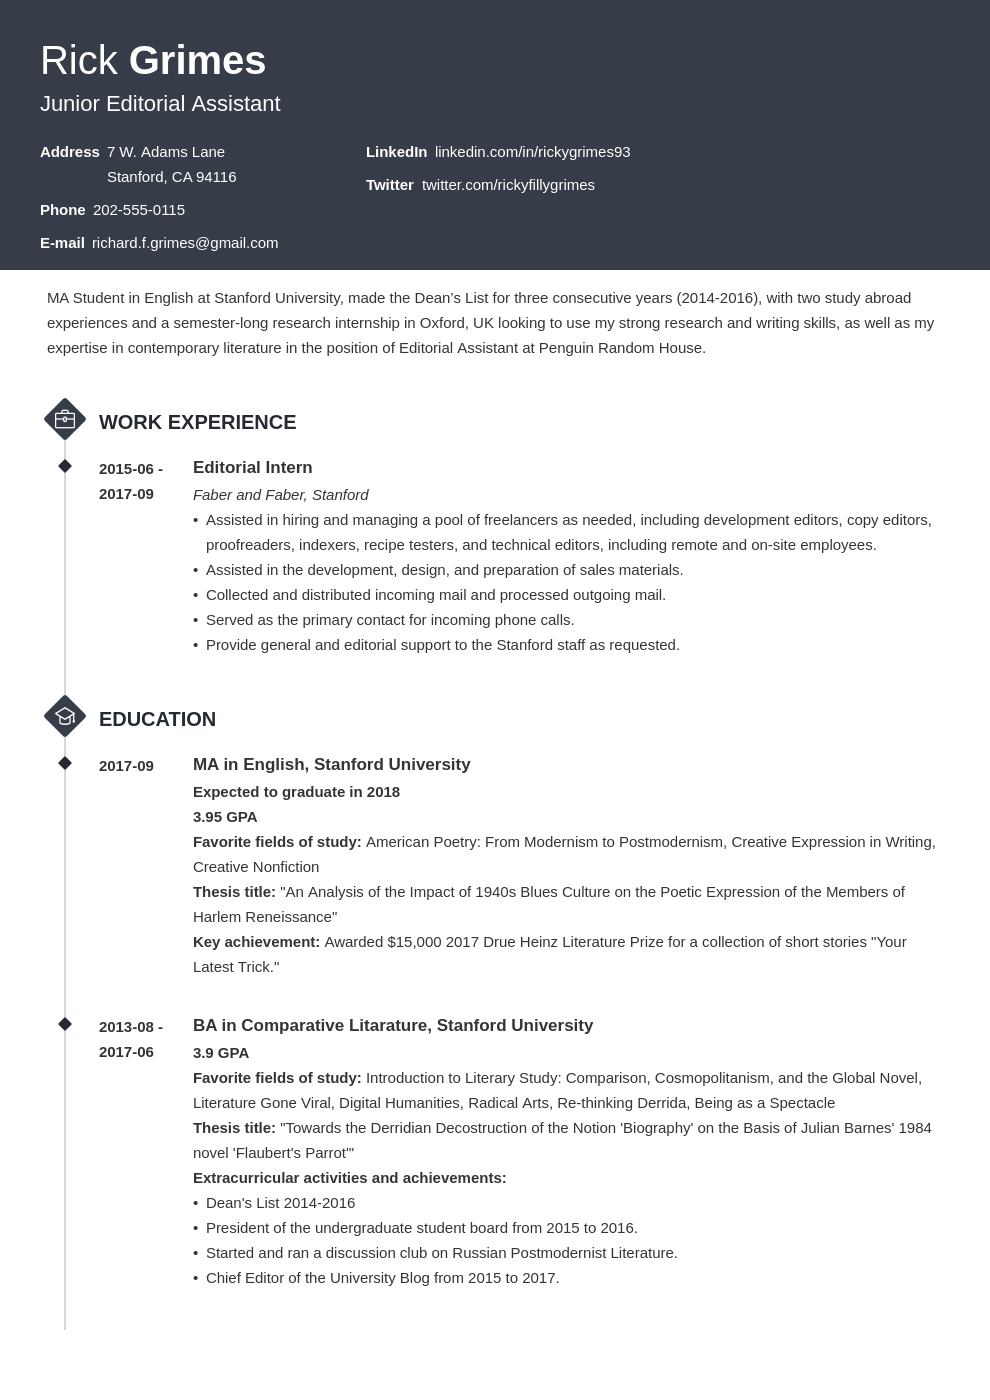 Rick Grimes
Junior Editorial Assistant
Address 7 W. Adams Lane
Stanford, CA 94116
Phone 202-555-0115
E-mail richard.f.grimes@gmail.com
LinkedIn linkedin.com/in/rickygrimes93
Twitter twitter.com/rickyfillygrimes
MA Student in English at Stanford University, made the Dean's List for three consecutive years (2014-2016), with two study abroad
experiences and a semester-long research internship in Oxford, UK looking to use my strong research and writing skills, as well as my
expertise in contemporary literature in the position of Editorial Assistant at Penguin Random House.
WORK EXPERIENCE
2015-06 -
2017-09
Editorial Intern
Faber and Faber, Stanford
• Assisted in hiring and managing a pool of freelancers as needed, including development editors, copy editors,
proofreaders, indexers, recipe testers, and technical editors, including remote and on-site employees.
• Assisted in the development, design, and preparation of sales materials.
• Collected and distributed incoming mail and processed outgoing mail.
• Served as the primary contact for incoming phone calls.
• Provide general and editorial support to the Stanford staff as requested.
EDUCATION
2017-09
MA in English, Stanford University
Expected to graduate in 2018
3.95 GPA
Favorite fields of study: American Poetry: From Modernism to Postmodernism, Creative Expression in Writing,
Creative Nonfiction
Thesis title: "An Analysis of the Impact of 1940s Blues Culture on the Poetic Expression of the Members of
Harlem Reneissance"
Key achievement: Awarded $15,000 2017 Drue Heinz Literature Prize for a collection of short stories "Your
Latest Trick."
2013-08 -
2017-06
BA in Comparative Litarature, Stanford University
3.9 GPA
Favorite fields of study: Introduction to Literary Study: Comparison, Cosmopolitanism, and the Global Novel,
Literature Gone Viral, Digital Humanities, Radical Arts, Re-thinking Derrida, Being as a Spectacle
Thesis title: "Towards the Derridian Decostruction of the Notion 'Biography' on the Basis of Julian Barnes' 1984
novel 'Flaubert's Parrot'"
Extracurricular activities and achievements:
• Dean's List 2014-2016
• President of the undergraduate student board from 2015 to 2016.
• Started and ran a discussion club on Russian Postmodernist Literature.
• Chief Editor of the University Blog from 2015 to 2017.